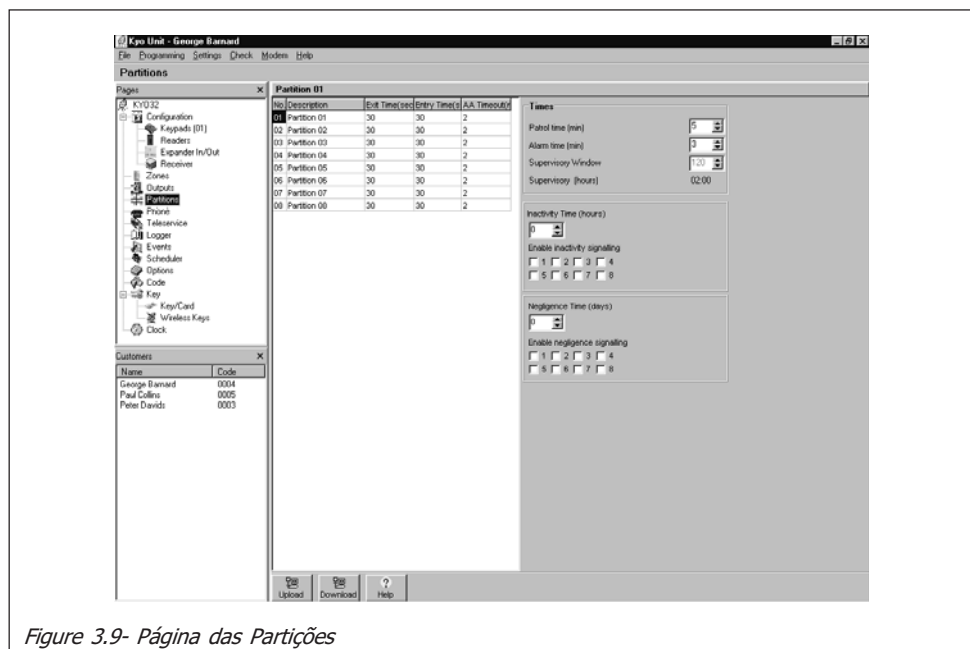 Kyo Unit - George Barnard
File Programming Settings Check Modem Help
Partitions
Pages
KYO32
Configuration
Keypads (01)
Readers
Expander In/Out
Receiver
Zones
Outputs
Partitions
Phone
Teleservice
Logger
Events
Scheduler
Options
Code
Key
Key/Card
Wireless Keys
Clock
Customers
Name Code
George Barnard 0004
Paul Collins 0005
Peter Davids 0003
Partition 01
No. Description Exit Time(sec Entry Time(s AA Timeout(r
01 Partition 01 30 30 2
02 Partition 02 30 30 2
03 Partition 03 30 30 2
04 Partition 04 30 30 2
05 Partition 05 30 30 2
06 Partition 06 30 30 2
07 Partition 07 30 30 2
08 Partition 08 30 30 2
Times
Patrol time (min) 5
Alarm time (min) 3
Supervisory Window 120
Supervisory (hours) 02:00
Inactivity Time (hours)
0
Enable inactivity signalling
1 2 3 4
5 6 7 8
Negligence Time (days)
0
Enable negligence signalling
1 2 3 4
5 6 7 8
Upload Download Help
Figure 3.9- Página das Partições